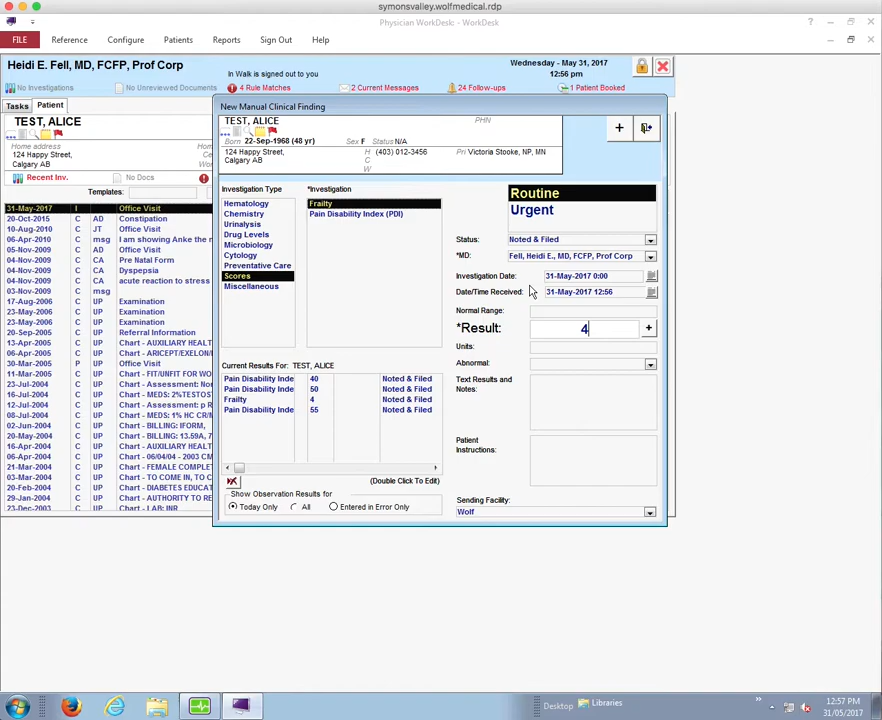 symonsvalley.wolfmedical.rdp
Physician WorkDesk: - WorkDesk
FILE Reference Configure Patients Reports Sign Out Help
Heidi E. Fell, MD, FCFP, Prof Corp
Wednesday - May 31, 2017
12:56 pm
In Walk is signed out to you
No Investigations No Unreviewed Documents 4 Rule Matches 2 Current Messages 24 Follow-ups 1 Patient Booked
Tasks Patient
TEST, ALICE
Home address
124 Happy Street,
Calgary AB
Recent Inv. No Docs
Templates:
31-May-2017 I Office Visit
20-Oct-2015 C AD Constipation
10-Aug-2010 C JT Office Visit
06-Apr-2010 C msg I am showing Anke the n
05-Nov-2009 C AD Office Visit
04-Nov-2009 C CA Pre Natal Form
04-Nov-2009 C CA Dyspepsia
04-Nov-2009 C CA acute reaction to stress
03-Nov-2009 C msg
17-Aug-2006 C UP Examination
23-May-2006 C UP Examination
23-May-2006 C UP Examination
20-Sep-2005 C UP Referral Information
13-Apr-2005 C UP Chart - AUXILIARY HEALT
06-Apr-2005 C UP Chart - ARICEPT/EXELON/
30-Mar-2005 P UP Office Visit
11-Mar-2005 C UP Chart - FIT/UNFIT FOR WO
23-Jul-2004 C UP Chart - Assessment: Nor
16-Jul-2004 C UP Chart - MEDS: 2%TESTOS
17-Jun-2004 C UP Chart - Assessment: p R
08-Jul-2004 C UP Chart - MEDS: 1% HC CR/M
02-Jun-2004 C UP Chart - BILLING: IFORM,
20-May-2004 C UP Chart - BILLING: 13.59A, 7
16-Apr-2004 C UP Chart - AUXILIARY HEALT
06-Apr-2004 C UP Chart - 06/04/04 - 2003 CM
21-Mar-2004 C UP Chart - FEMALE COMPLET
03-Mar-2004 C UP Chart - TO COME IN, TO C
20-Feb-2004 C UP Chart - DIABETES EDUCAT
29-Jan-2004 C UP Chart - AUTHORITY TO RE
23-Dec-2003 C UP Chart - LAB: INR
New Manual Clinical Finding
TEST, ALICE PHN
Born 22-Sep-1968 (48 yr) Sex F Status N/A
124 Happy Street, H (403) 012-3456 Pri Victoria Stooke, NP, MN
Calgary AB C
W
Investigation Type *Investigation
Hematology
Chemistry
Urinalysis
Drug Levels
Microbiology
Cytology
Preventative Care
Scores
Miscellaneous
Frailty
Pain Disability Index (PDI)
Current Results For: TEST, ALICE
Pain Disability Inde 40 Noted & Filed
Pain Disability Inde 50 Noted & Filed
Frailty 4 Noted & Filed
Pain Disability Inde 55 Noted & Filed
(Double Click To Edit)
Show Observation Results for
Today Only All Entered in Error Only
Routine
Urgent
Status: Noted & Filed
*MD: Fell, Heidi E., MD, FCFP, Prof Corp
Investigation Date: 31-May-2017 0:00
Date/Time Received: 31-May-2017 12:56
Normal Range:
*Result: 4
Units:
Abnormal:
Text Results and
Notes:
Patient
Instructions:
Sending Facility:
Wolf
Desktop Libraries
12:57 PM
31/05/2017